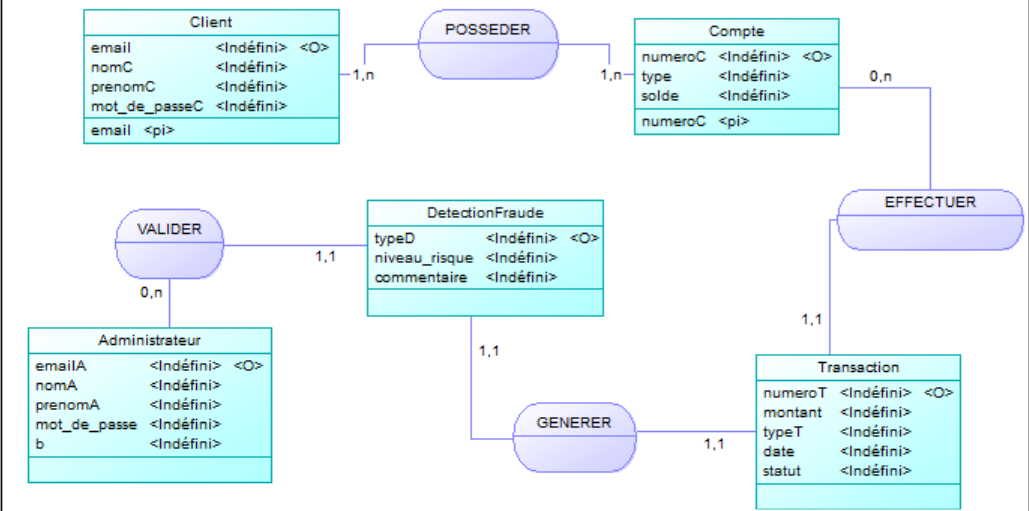 Client
email <Indéfini> <O>
nomC <Indéfini>
prenomC <Indéfini>
mot_de_passeC <Indéfini>
email <pi>
1,n
POSSEDER
1,n
Compte
numeroC <Indéfini> <O>
type <Indéfini>
solde <Indéfini>
numeroC <pi>
0,n
EFFECTUER
1,1
VALIDER
1,1
0,n
DetectionFraude
typeD <Indéfini> <O>
niveau_risque <Indéfini>
commentaire <Indéfini>
1,1
Administrateur
emailA <Indéfini> <O>
nomA <Indéfini>
prenomA <Indéfini>
mot_de_passe <Indéfini>
b <Indéfini>
GENERER
1,1
Transaction
numeroT <Indéfini> <O>
montant <Indéfini>
typeT <Indéfini>
date <Indéfini>
statut <Indéfini>